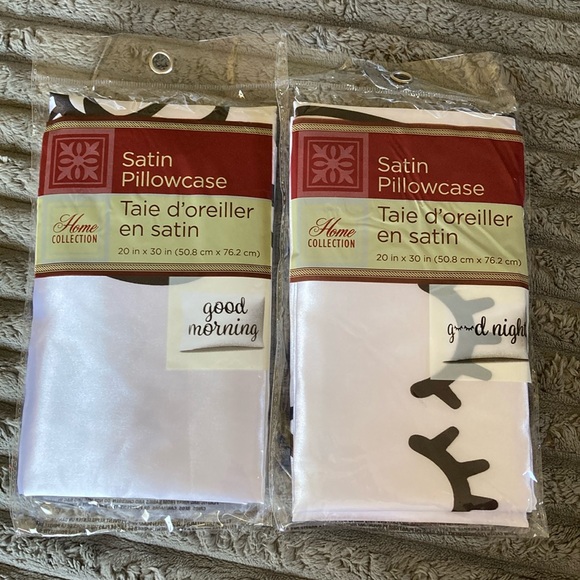 Satin
Pillowcase
Home
COLLECTION
Taie d'oreiller
en satin
20 in x 30 in (50.8 cm x 76.2 cm)
good
morning
Satin
Pillowcase
Home
COLLECTION
Taie d'oreiller
en satin
20 in x 30 in (50.8 cm x 76.2 cm)
good night